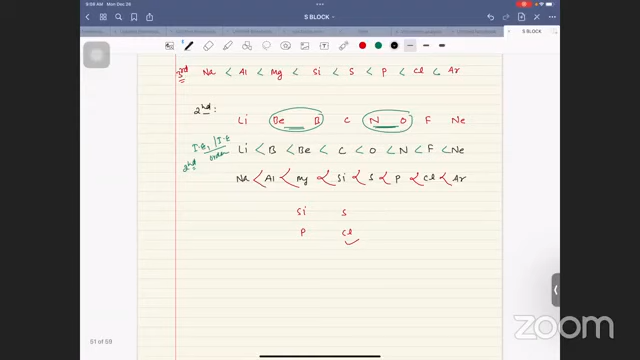 9:08 AM Mon Dec 26
S BLOCK
S BLOCK
3rd Na < Al < Mg < Si < S < P < Cl < Ar
2nd :
Li Be B C N O F Ne
I.E1 / I.E order 2nd Li < B < Be < C < O < N < F < Ne
Na < Al < Mg < Si < S < P < Cl < Ar
Si S
P Cl
51 of 59
zoom